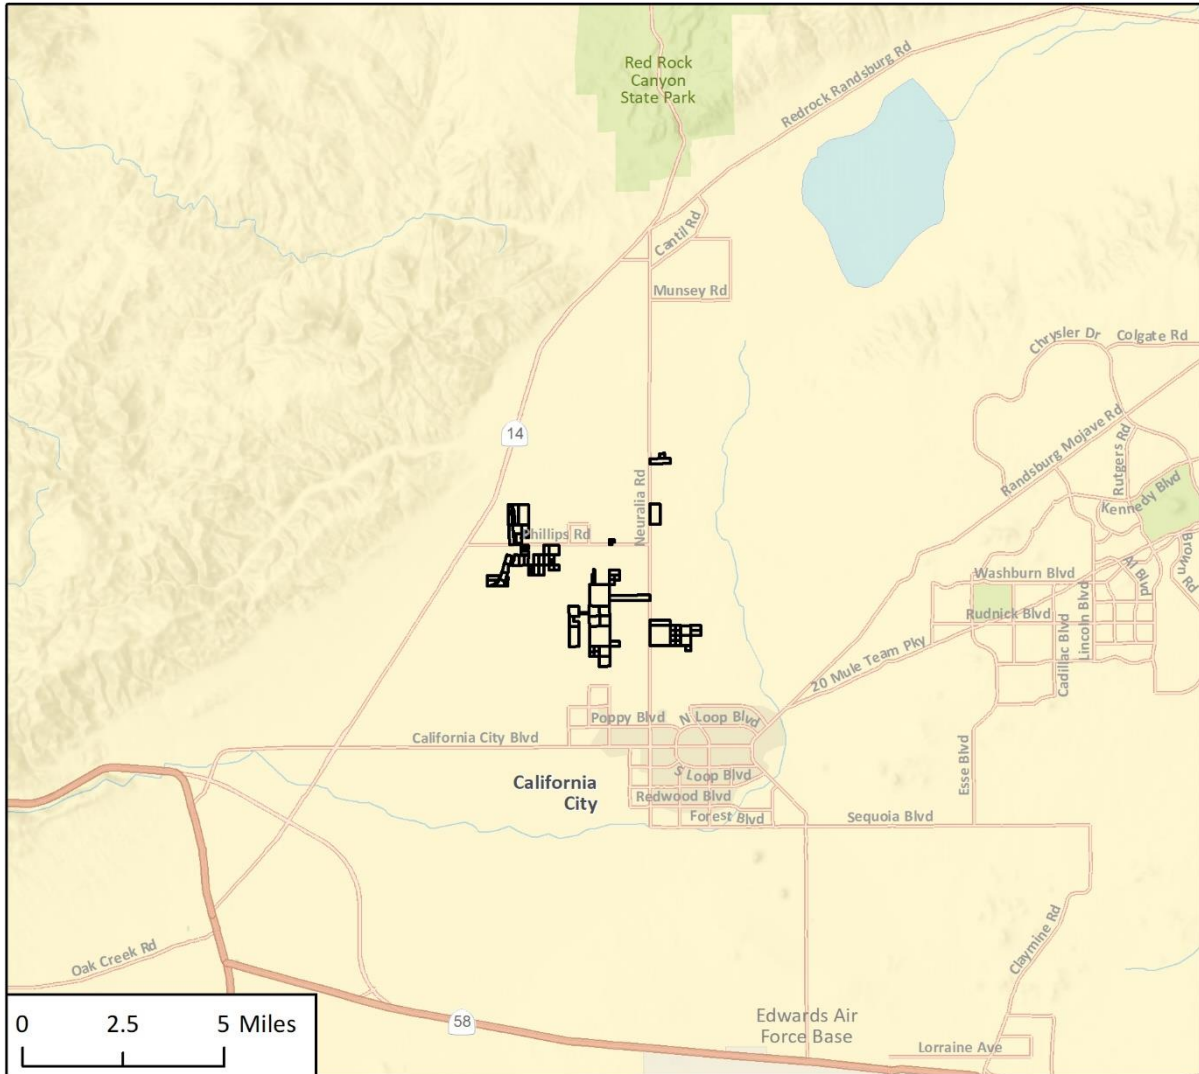 Red Rock
Canyon
State Park
Redrock Randsburg Rd
Cantil Rd
Munsey Rd
Chrysler Dr
Colgate Rd
14
Randsburg Mojave Rd
Rutgers Rd
Kennedy Blvd
Neuralia Rd
Phillips Rd
Washburn Blvd
A1 Blvd
Brown Rd
Rudnick Blvd
Lincoln Blvd
Cadillac Blvd
20 Mule Team Pky
Poppy Blvd
N Loop Blvd
California City Blvd
S Loop Blvd
California
City
Redwood Blvd
Forest Blvd
Esse Blvd
Sequoia Blvd
Oak Creek Rd
Claymine Rd
0 2.5 5 Miles
58
Edwards Air
Force Base
Lorraine Ave